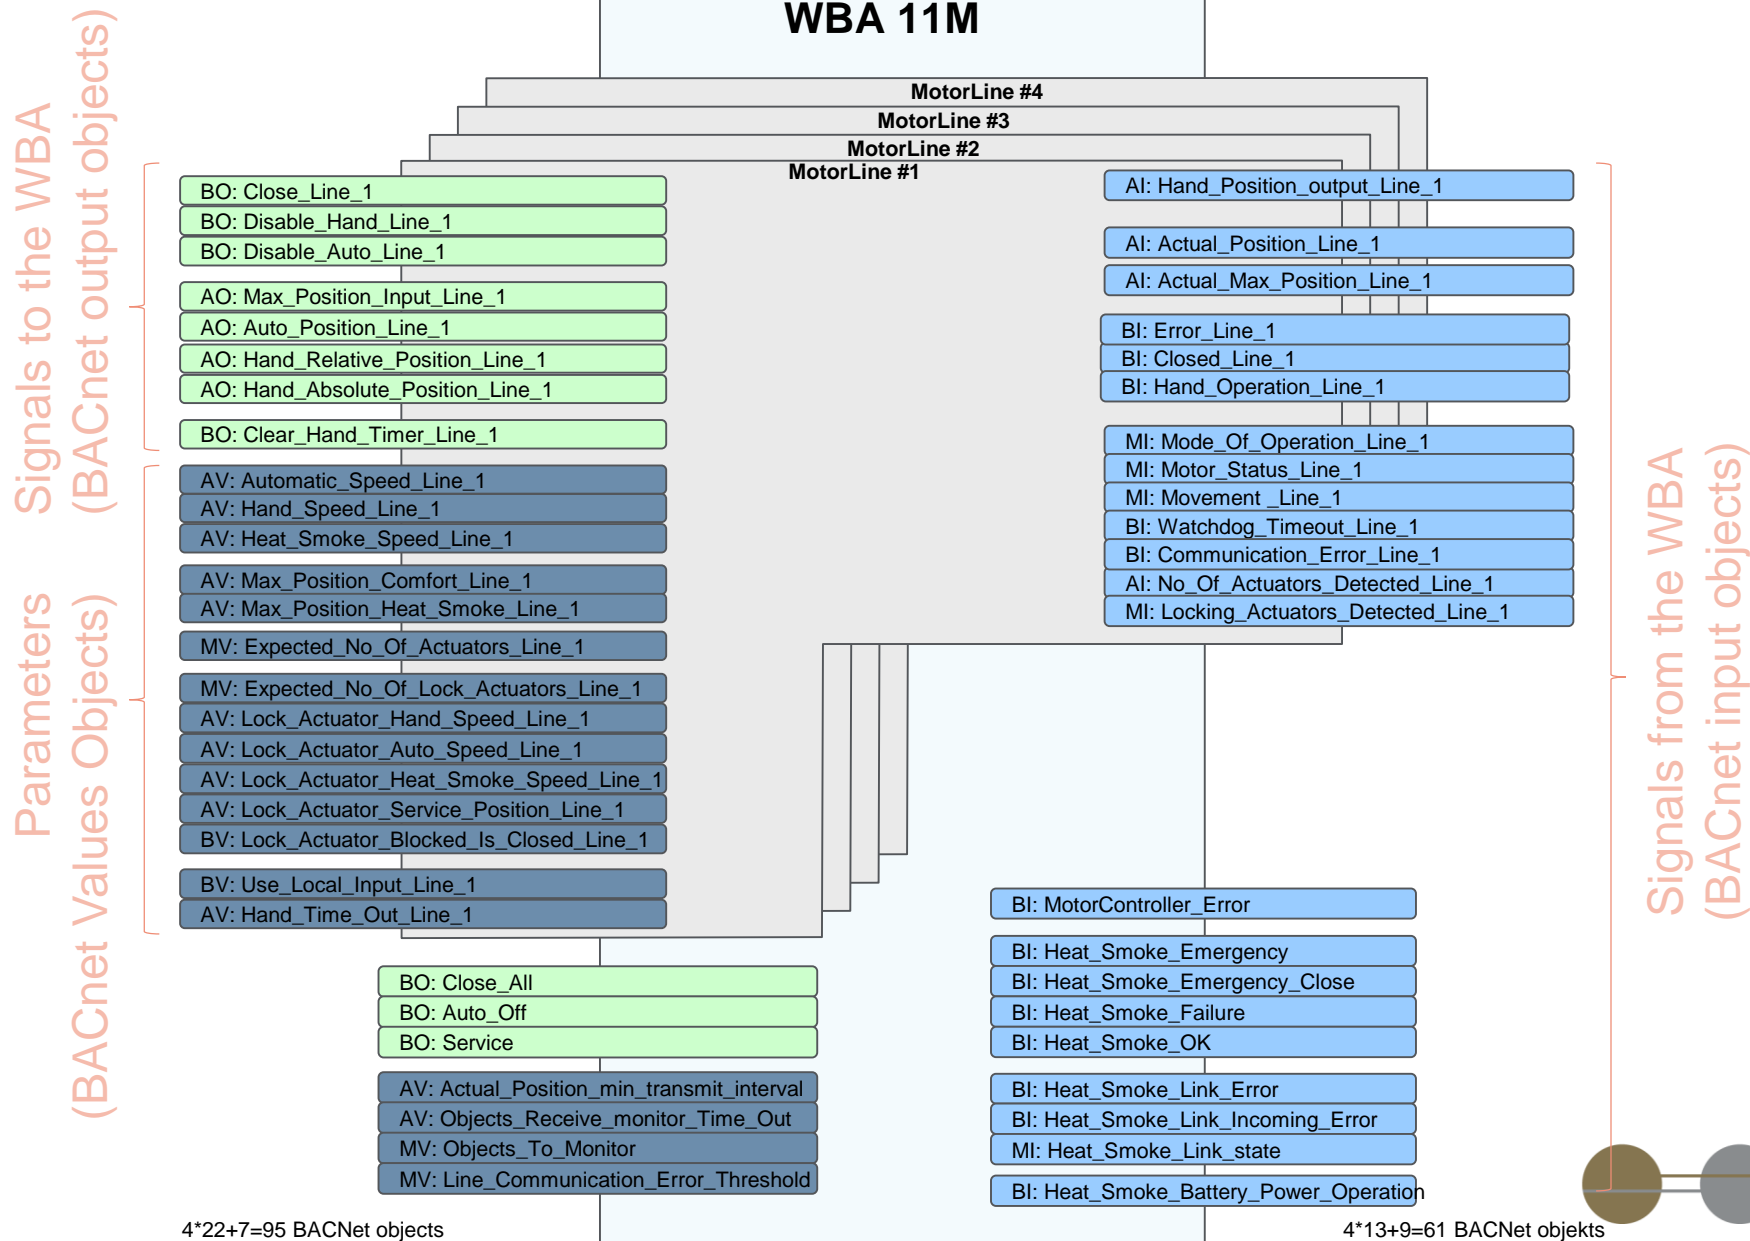 WBA 11M
MotorLine #4
MotorLine #3
MotorLine #2
MotorLine #1
Signals to the WBA
(BACnet output objects)
BO: Close_Line_1
BO: Disable_Hand_Line_1
BO: Disable_Auto_Line_1
AO: Max_Position_Input_Line_1
AO: Auto_Position_Line_1
AO: Hand_Relative_Position_Line_1
AO: Hand_Absolute_Position_Line_1
BO: Clear_Hand_Timer_Line_1
Parameters
(BACnet Values Objects)
AV: Automatic_Speed_Line_1
AV: Hand_Speed_Line_1
AV: Heat_Smoke_Speed_Line_1
AV: Max_Position_Comfort_Line_1
AV: Max_Position_Heat_Smoke_Line_1
MV: Expected_No_Of_Actuators_Line_1
MV: Expected_No_Of_Lock_Actuators_Line_1
AV: Lock_Actuator_Hand_Speed_Line_1
AV: Lock_Actuator_Auto_Speed_Line_1
AV: Lock_Actuator_Heat_Smoke_Speed_Line_1
AV: Lock_Actuator_Service_Position_Line_1
BV: Lock_Actuator_Blocked_Is_Closed_Line_1
BV: Use_Local_Input_Line_1
AV: Hand_Time_Out_Line_1
BO: Close_All
BO: Auto_Off
BO: Service
AV: Actual_Position_min_transmit_interval
AV: Objects_Receive_monitor_Time_Out
MV: Objects_To_Monitor
MV: Line_Communication_Error_Threshold
4*22+7=95 BACNet objects
AI: Hand_Position_output_Line_1
AI: Actual_Position_Line_1
AI: Actual_Max_Position_Line_1
BI: Error_Line_1
BI: Closed_Line_1
BI: Hand_Operation_Line_1
MI: Mode_Of_Operation_Line_1
MI: Motor_Status_Line_1
MI: Movement _Line_1
BI: Watchdog_Timeout_Line_1
BI: Communication_Error_Line_1
AI: No_Of_Actuators_Detected_Line_1
MI: Locking_Actuators_Detected_Line_1
BI: MotorController_Error
BI: Heat_Smoke_Emergency
BI: Heat_Smoke_Emergency_Close
BI: Heat_Smoke_Failure
BI: Heat_Smoke_OK
BI: Heat_Smoke_Link_Error
BI: Heat_Smoke_Link_Incoming_Error
MI: Heat_Smoke_Link_state
BI: Heat_Smoke_Battery_Power_Operation
4*13+9=61 BACNet objekts
Signals from the WBA
(BACnet input objects)